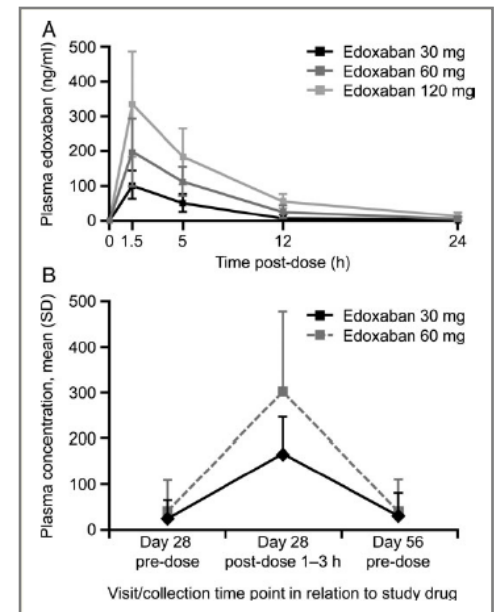 A
Plasma edoxaban (ng/ml)
500
400
300
200
100
0
Edoxaban 30 mg
Edoxaban 60 mg
Edoxaban 120 mg
0 1.5 5 12 24
Time post-dose (h)
B
Plasma concentration, mean (SD)
500
400
300
200
100
0
Edoxaban 30 mg
Edoxaban 60 mg
Day 28 Day 28 Day 56
pre-dose post-dose 1–3 h pre-dose
Visit/collection time point in relation to study drug